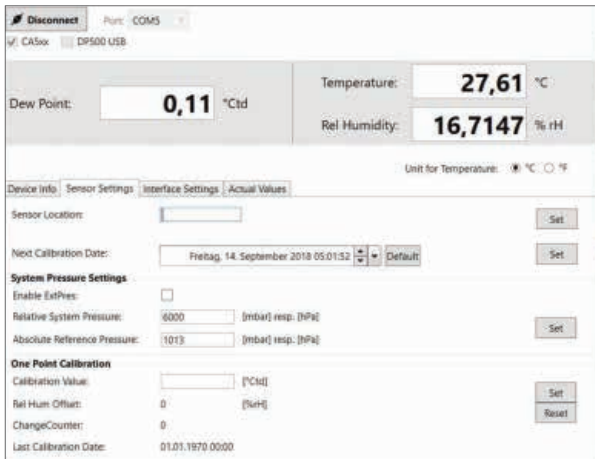 Disconnect Port: COM5
CA5xx DP500 USB
Dew Point: 0,11 °Ctd
Temperature: 27,61 °C
Rel Humidity: 16,7147 % rH
Unit for Temperature: °C °F
Device Info Sensor Settings Interface Settings Actual Values
Sensor Location: Set
Next Calibration Date: Freitag, 14. September 2018 05:01:52 Default Set
System Pressure Settings
Enable ExtPres:
Relative System Pressure: 6000 [mbar] resp. [hPa]
Set
Absolute Reference Pressure: 1013 [mbar] resp. [hPa]
One Point Calibration
Calibration Value: [°Ctd]
Set
Rel Hum Offset: 0 [%rH]
Reset
ChangeCounter: 0
Last Calibration Date: 01.01.1970 00:00